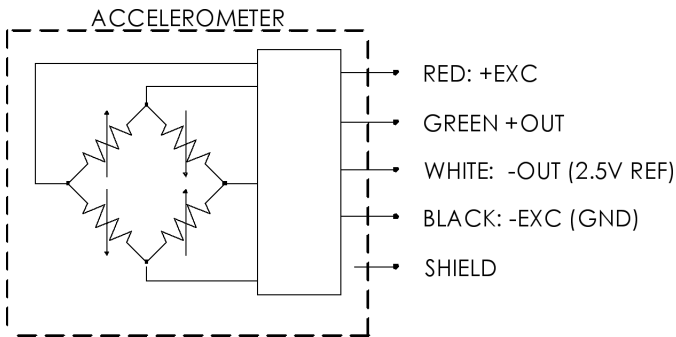 ACCELEROMETER
RED: +EXC
GREEN +OUT
WHITE: -OUT (2.5V REF)
BLACK: -EXC (GND)
SHIELD